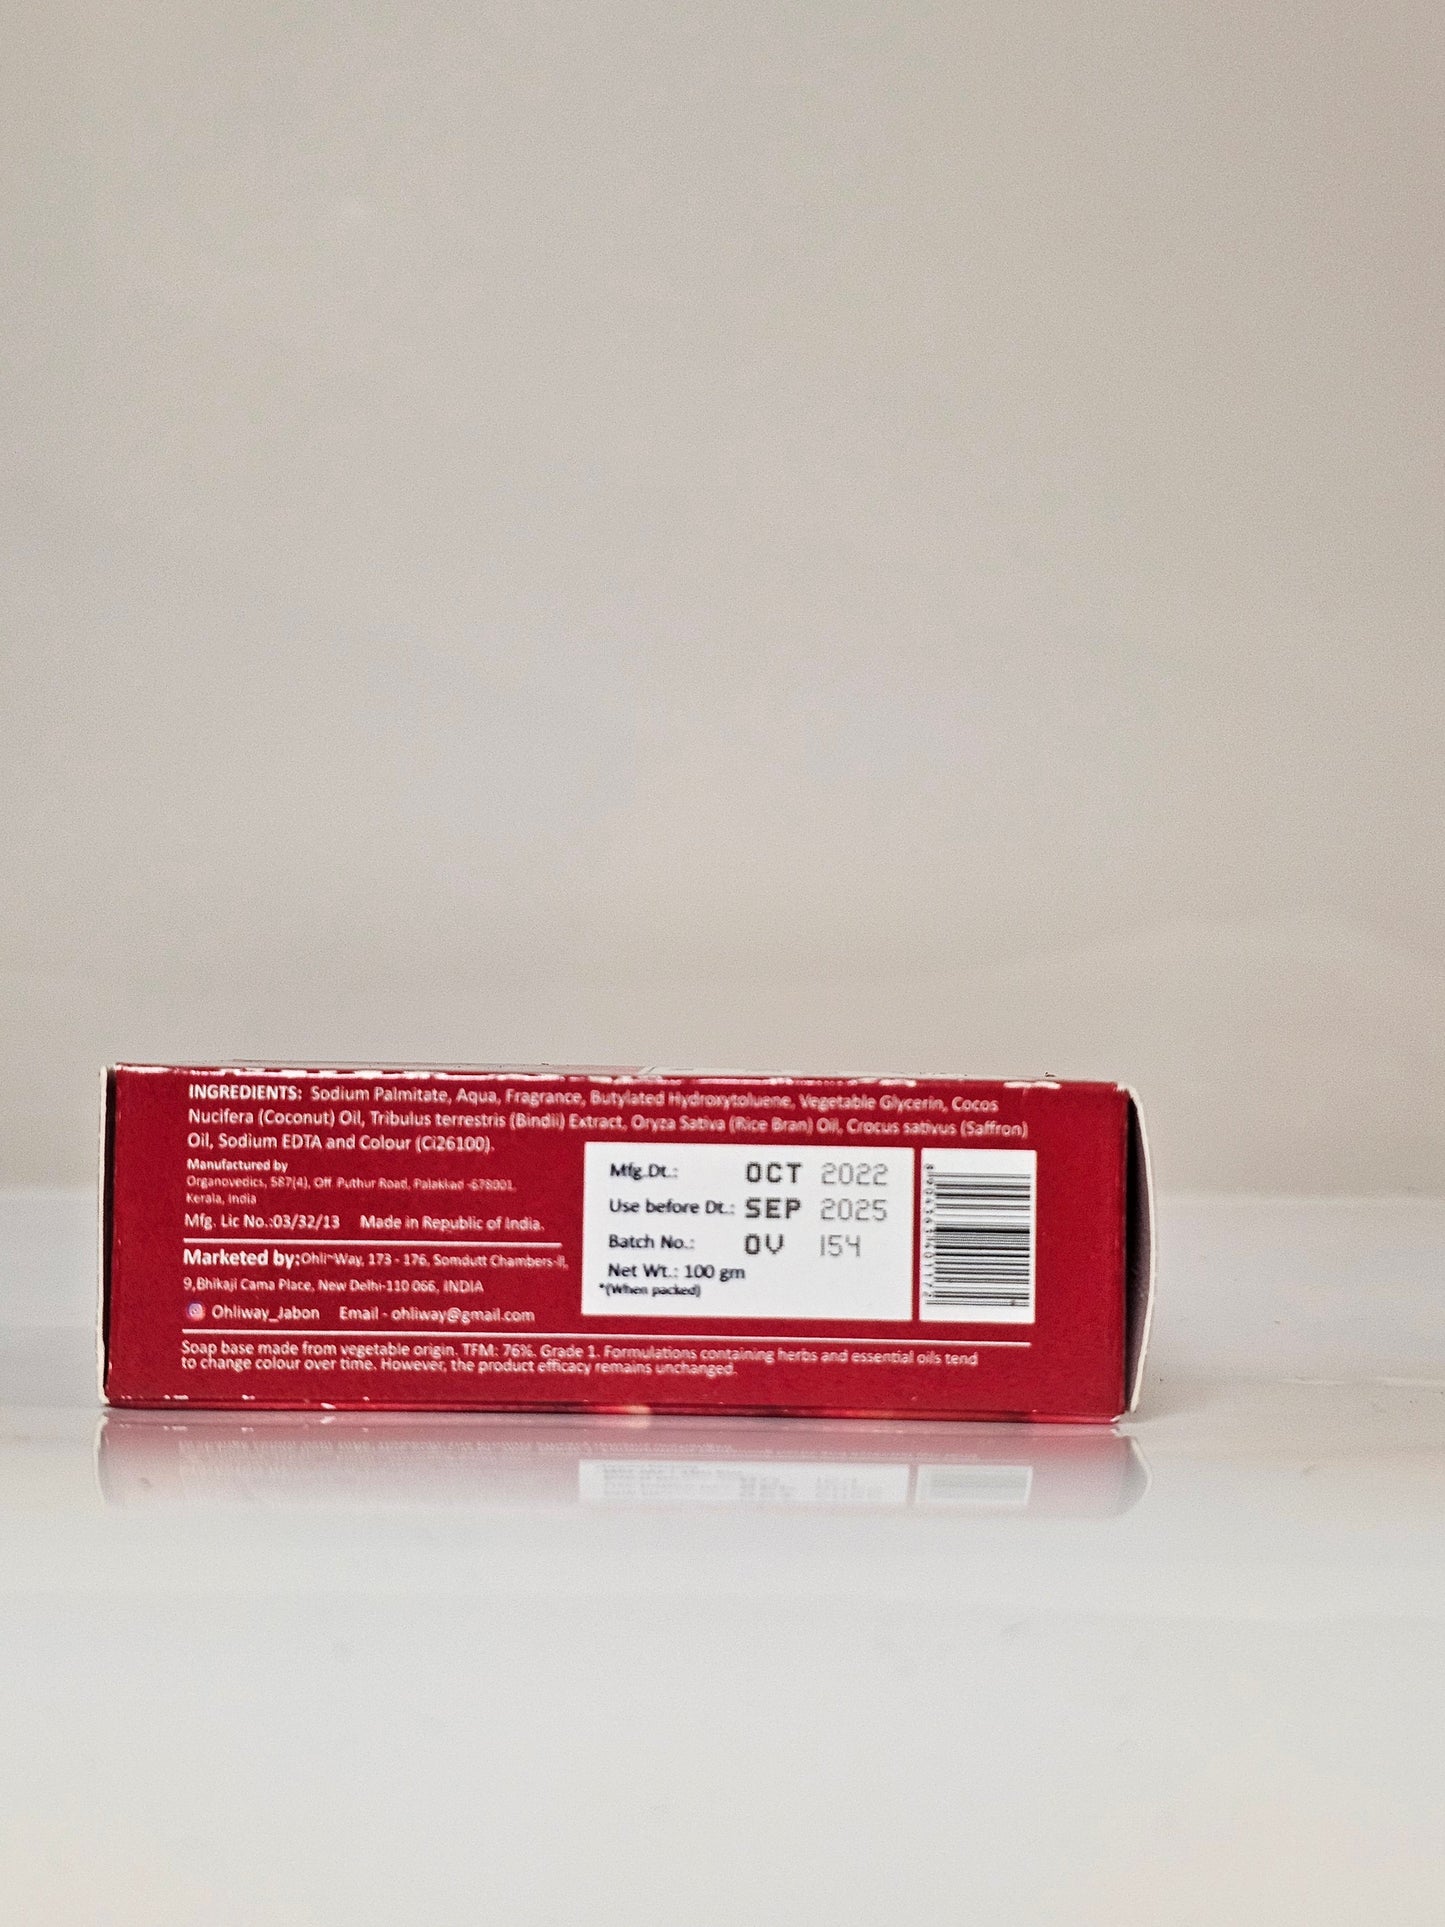 INGREDIENTS: Sodium Palmitate, Aqua, Fragrance, Butylated Hydroxytoluene, Vegetable Glycerin, Cocos
Nucifera (Coconut) Oil, Tribulus terrestris (Bindii) Extract, Oryza Sativa (Rice Bran) Oil, Crocus sativus (Saffron)
Oil, Sodium EDTA and Colour (Ci26100).
Manufactured by
Organovedics, 587(4), Off. Puthur Road, Palakkad -678001,
Kerala, India
Mfg. Lic No.:03/32/13 Made in Republic of India.
Marketed by:Ohli~Way, 173 - 176, Somdutt Chambers-II,
9,Bhikaji Cama Place, New Delhi-110 066, INDIA
Ohliway_Jabon Email - ohliway@gmail.com
Mfg.Dt.: OCT 2022
Use before Dt.: SEP 2025
Batch No.: OV 154
Net Wt.: 100 gm
*(When packed)
Soap base made from vegetable origin. TFM: 76%. Grade 1. Formulations containing herbs and essential oils tend
to change colour over time. However, the product efficacy remains unchanged.